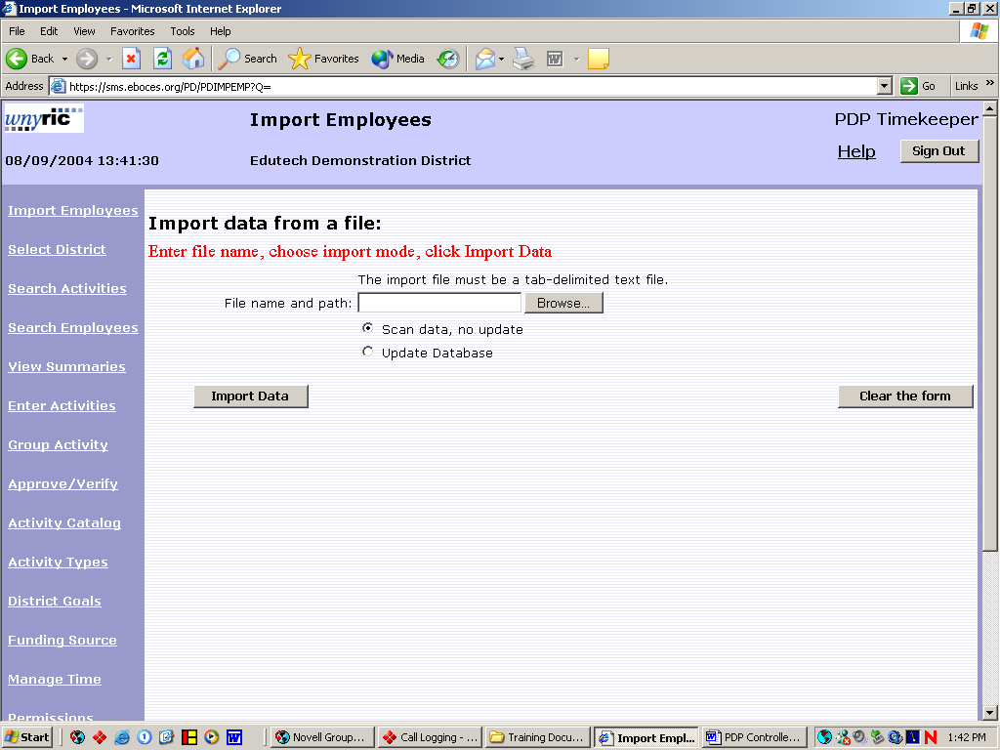 Import Employees - Microsoft Internet Explorer
File Edit View Favorites Tools Help
Back Search Favorites Media
Address https://sms.eboces.org/PD/PDIMPEMP?Q= Go Links »
wnyric Import Employees PDP Timekeeper
Help Sign Out
08/09/2004 13:41:30 Edutech Demonstration District
Import Employees
Select District
Search Activities
Search Employees
View Summaries
Enter Activities
Group Activity
Approve/Verify
Activity Catalog
Activity Types
District Goals
Funding Source
Manage Time
Permissions
Import data from a file:
Enter file name, choose import mode, click Import Data
The import file must be a tab-delimited text file.
File name and path: Browse...
Scan data, no update
Update Database
Import Data Clear the form
Start Novell Group... Call Logging - ... Training Docu... Import Empl... PDP Controlle... 1:42 PM